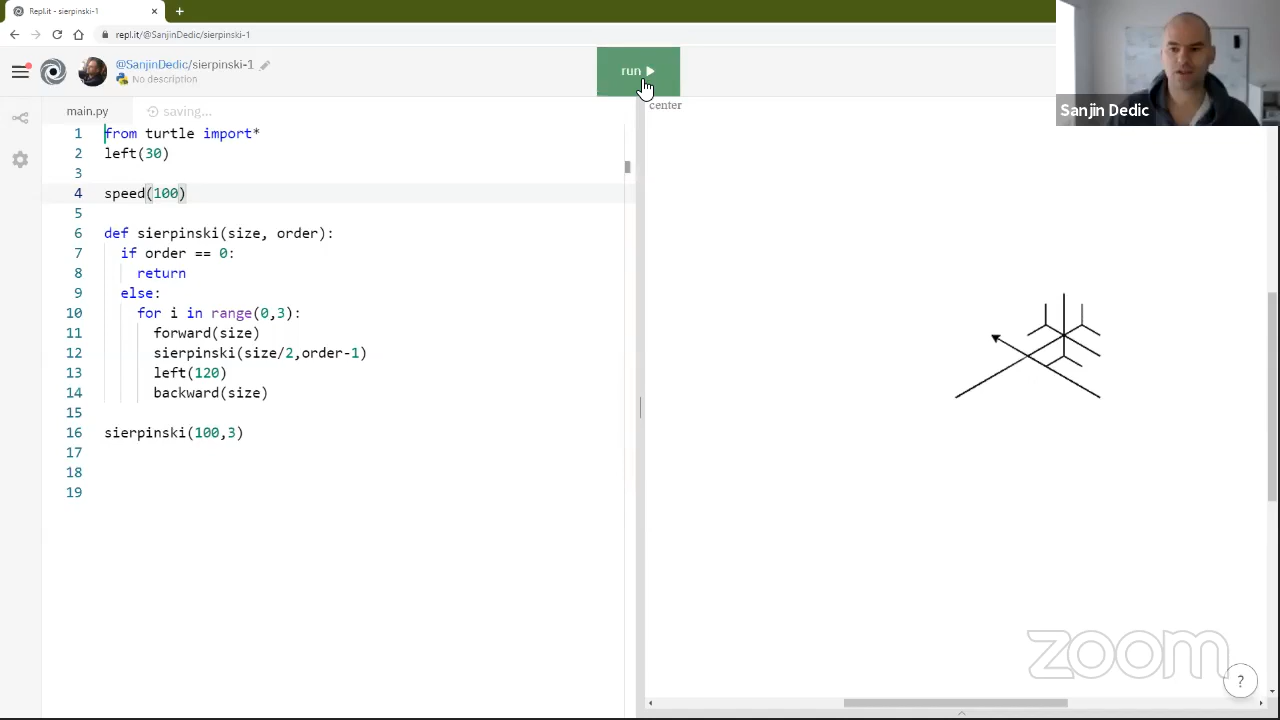 Repl.it - sierpinski-1
repl.it/@SanjinDedic/sierpinski-1
@SanjinDedic/sierpinski-1
No description
run
Sanjin Dedic
main.py
saving...
center
1 from turtle import*
2 left(30)
3
4 speed(100)
5
6 def sierpinski(size, order):
7 if order == 0:
8 return
9 else:
10 for i in range(0,3):
11 forward(size)
12 sierpinski(size/2,order-1)
13 left(120)
14 backward(size)
15
16 sierpinski(100,3)
17
18
19
zoom
?